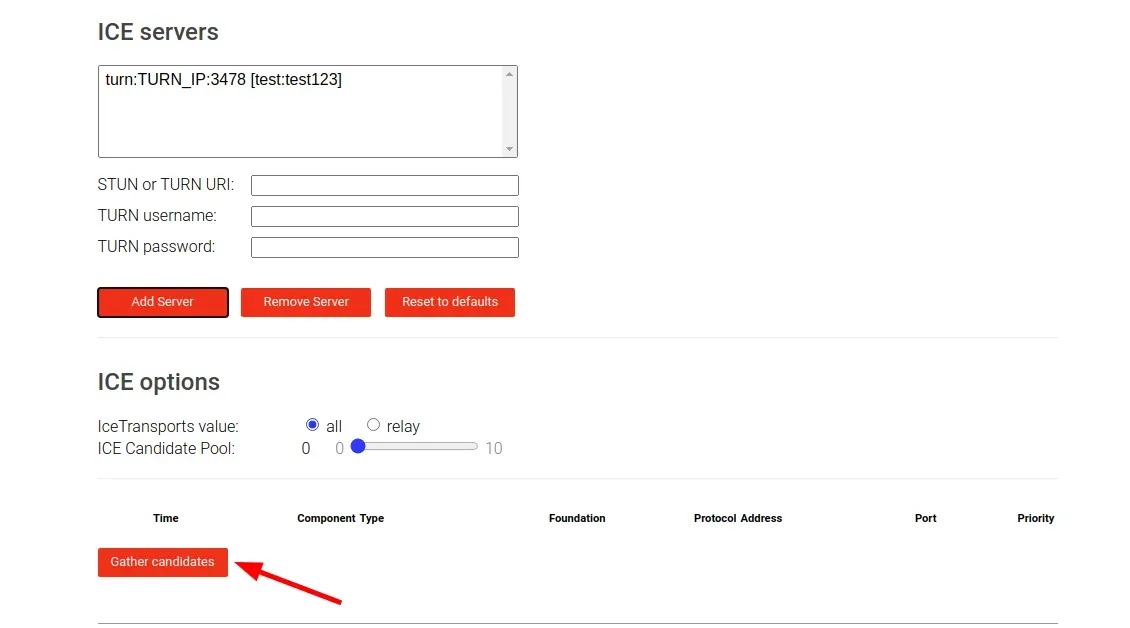 ICE servers
turn:TURN_IP:3478 [test:test123]
STUN or TURN URI:
TURN username:
TURN password:
Add Server Remove Server Reset to defaults
ICE options
IceTransports value: all relay
ICE Candidate Pool: 0 0 10
Time Component Type Foundation Protocol Address Port Priority
Gather candidates